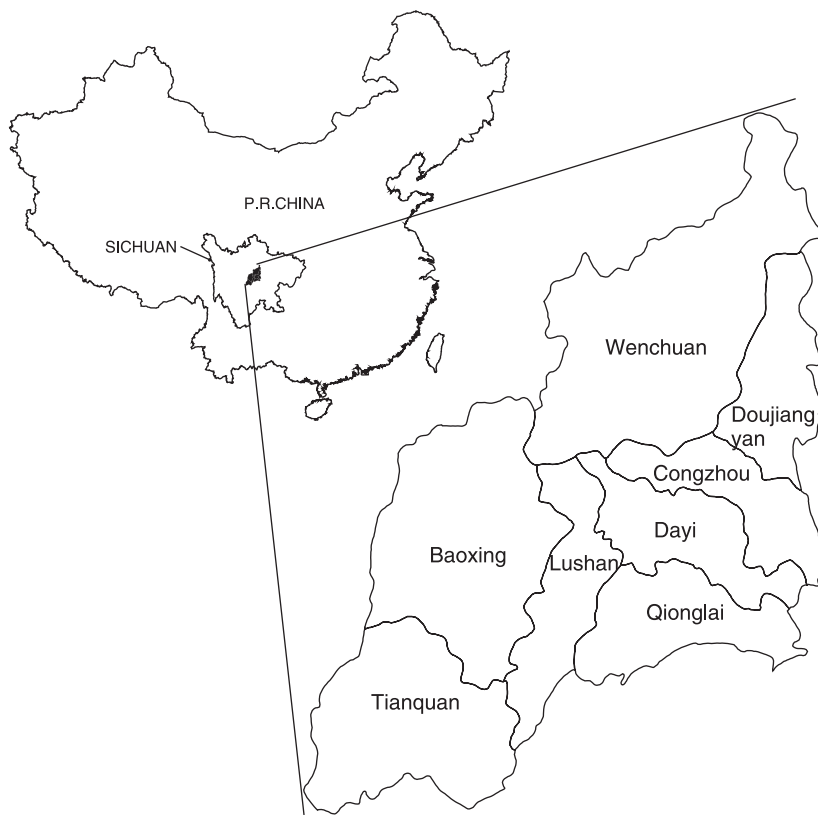 P.R.CHINA
SICHUAN
Wenchuan
Doujiang
yan
Congzhou
Dayi
Baoxing
Lushan
Qionglai
Tianquan